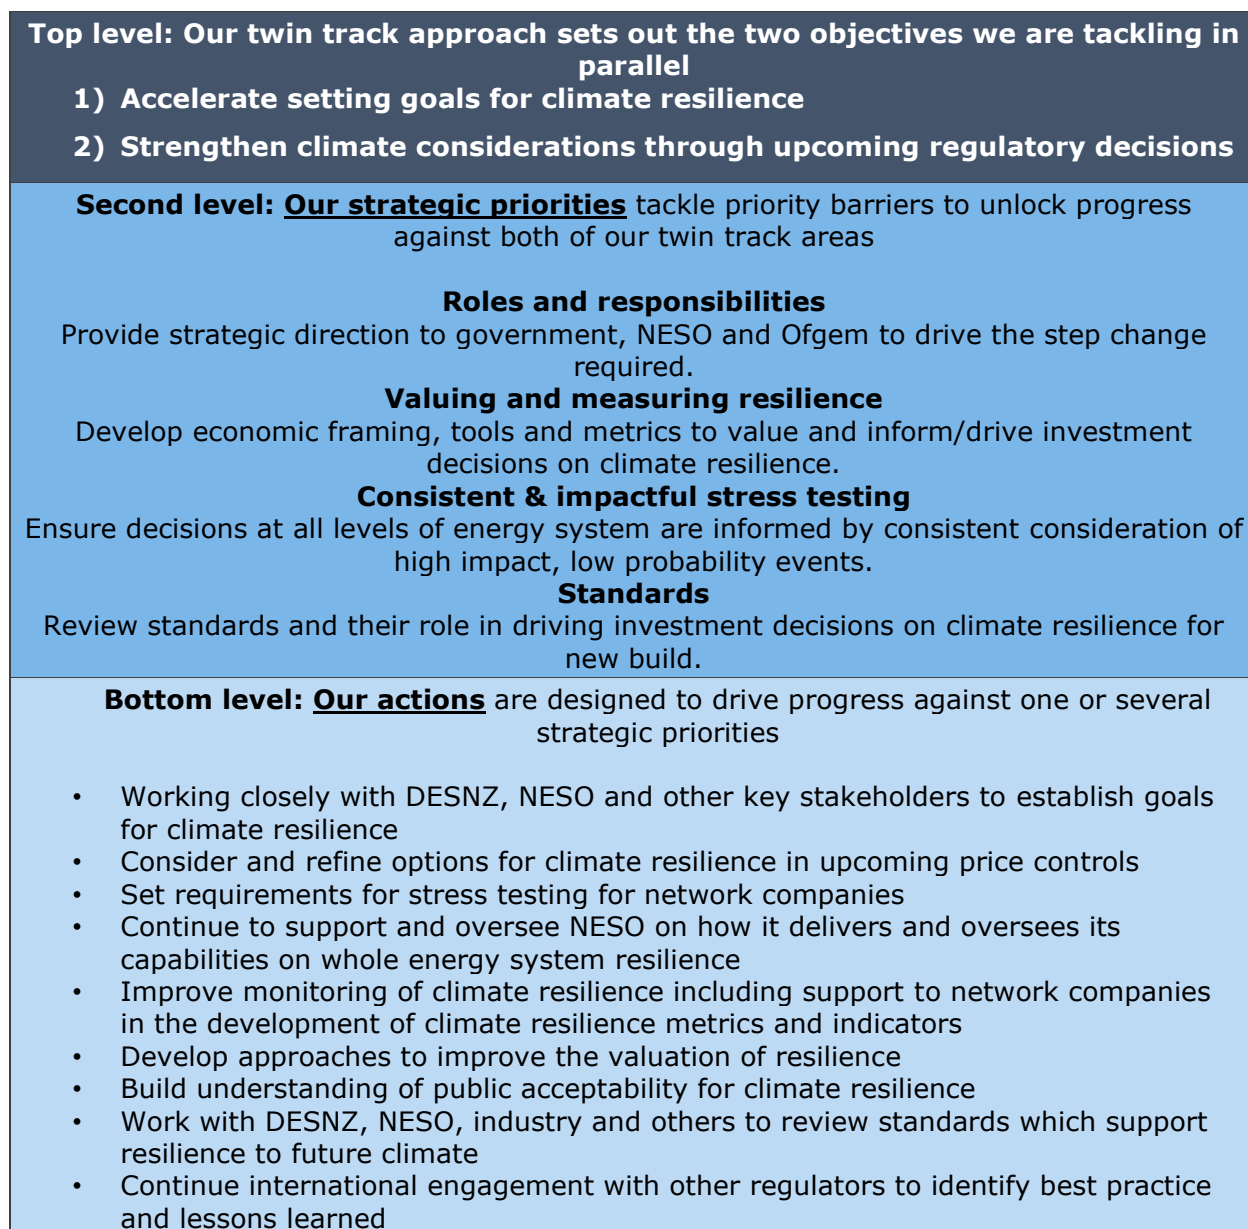 Top level: Our twin track approach sets out the two objectives we are tackling in
parallel
1) Accelerate setting goals for climate resilience
2) Strengthen climate considerations through upcoming regulatory decisions
Second level: Our strategic priorities tackle priority barriers to unlock progress
against both of our twin track areas
Roles and responsibilities
Provide strategic direction to government, NESO and Ofgem to drive the step change
required.
Valuing and measuring resilience
Develop economic framing, tools and metrics to value and inform/drive investment
decisions on climate resilience.
Consistent & impactful stress testing
Ensure decisions at all levels of energy system are informed by consistent consideration of
high impact, low probability events.
Standards
Review standards and their role in driving investment decisions on climate resilience for
new build.
Bottom level: Our actions are designed to drive progress against one or several
strategic priorities
• Working closely with DESNZ, NESO and other key stakeholders to establish goals
for climate resilience
• Consider and refine options for climate resilience in upcoming price controls
• Set requirements for stress testing for network companies
• Continue to support and oversee NESO on how it delivers and oversees its
capabilities on whole energy system resilience
• Improve monitoring of climate resilience including support to network companies
in the development of climate resilience metrics and indicators
• Develop approaches to improve the valuation of resilience
• Build understanding of public acceptability for climate resilience
• Work with DESNZ, NESO, industry and others to review standards which support
resilience to future climate
• Continue international engagement with other regulators to identify best practice
and lessons learned